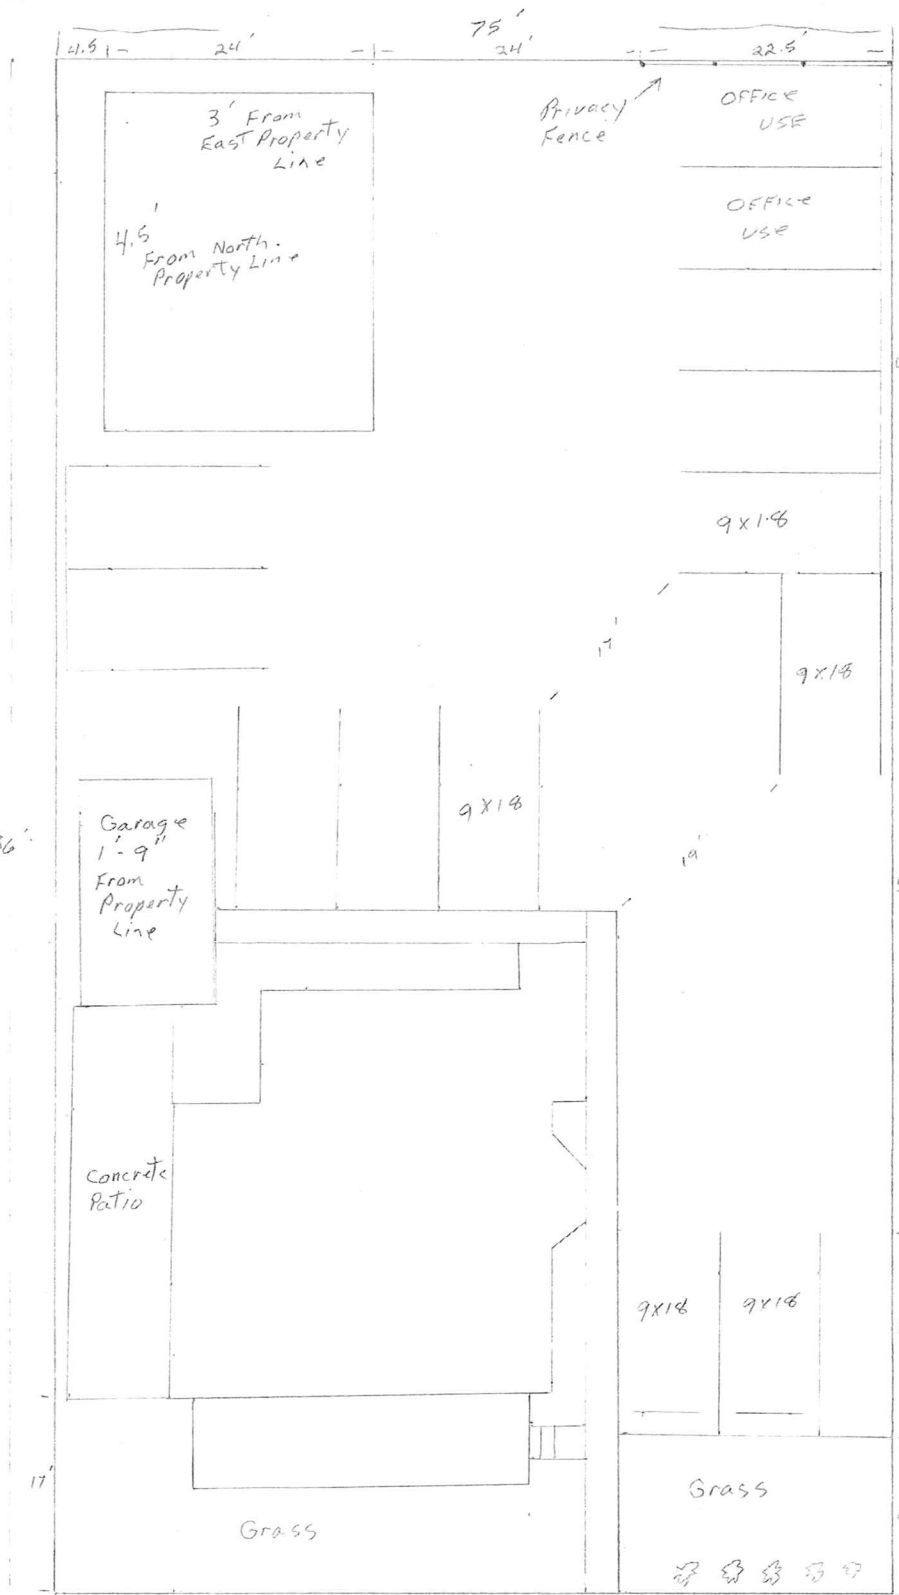 75'
4.5
24'
24'
22.5'
3' From
East Property
Line
Privacy
Fence
OFFICE
USE
4.5'
From North
Property Line
OFFICE
USE
9x18
17'
9x18
9x18
Garage
1'-9"
From
Property
Line
6'
19'
Concrete
Patio
9x18
9x18
17'
Grass
Grass